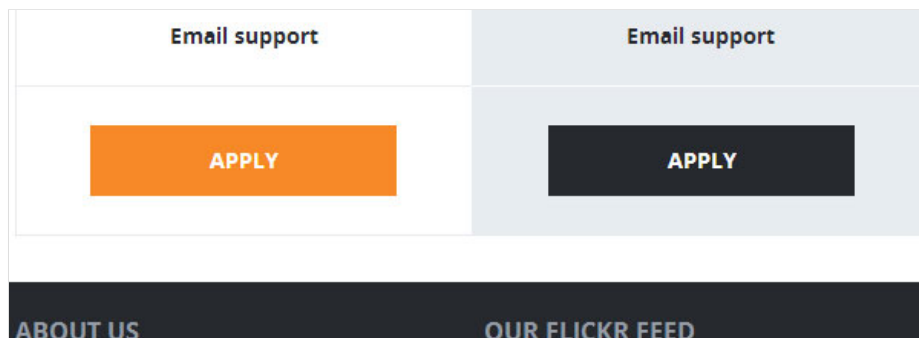 Email support
Email support
APPLY
APPLY
ABOUT US
OUR FLICKR FEED